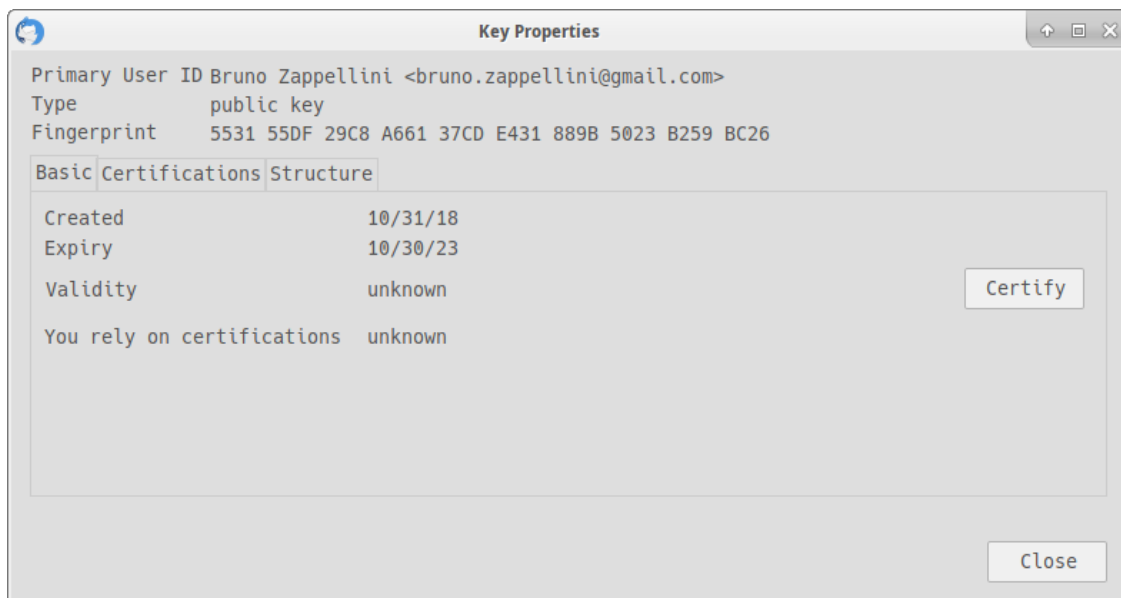 Key Properties
Primary User ID Bruno Zappellini <bruno.zappellini@gmail.com>
Type public key
Fingerprint 5531 55DF 29C8 A661 37CD E431 889B 5023 B259 BC26
Basic Certifications Structure
Created 10/31/18
Expiry 10/30/23
Validity unknown Certify
You rely on certifications unknown
Close